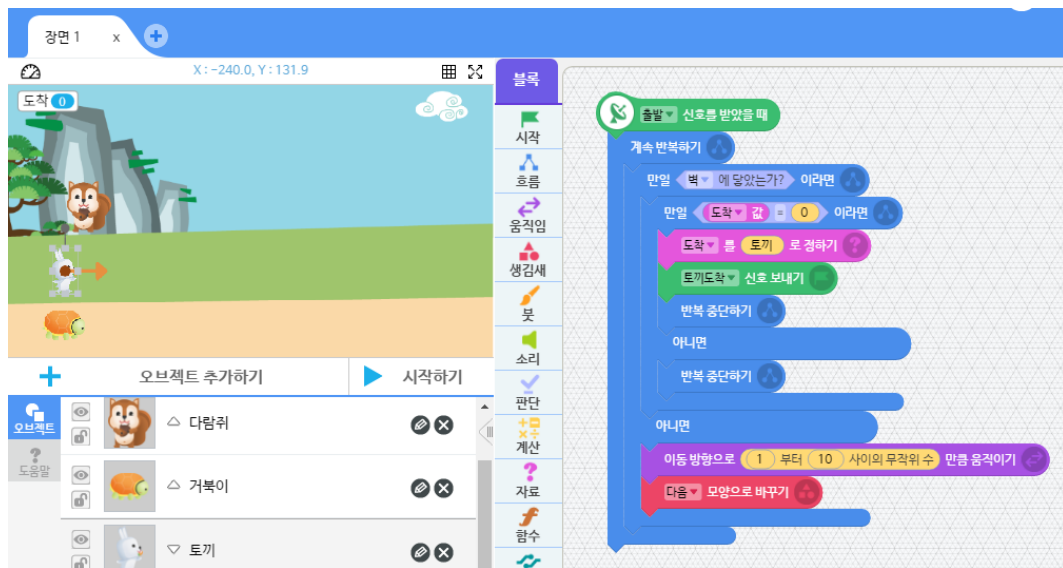 장면 1 x
X : -240.0, Y : 131.9
도착 0
오브젝트 추가하기
시작하기
오브젝트
도움말
다람쥐
거북이
토끼
블록
시작
흐름
움직임
생김새
붓
소리
판단
계산
자료
함수
출발 신호를 받았을 때
계속 반복하기
만일 벽 에 닿았는가? 이라면
만일 도착 값 = 0 이라면
도착 를 토끼 로 정하기 ?
토끼도착 신호 보내기
반복 중단하기
아니면
반복 중단하기
아니면
이동 방향으로 1 부터 10 사이의 무작위 수 만큼 움직이기
다음 모양으로 바꾸기